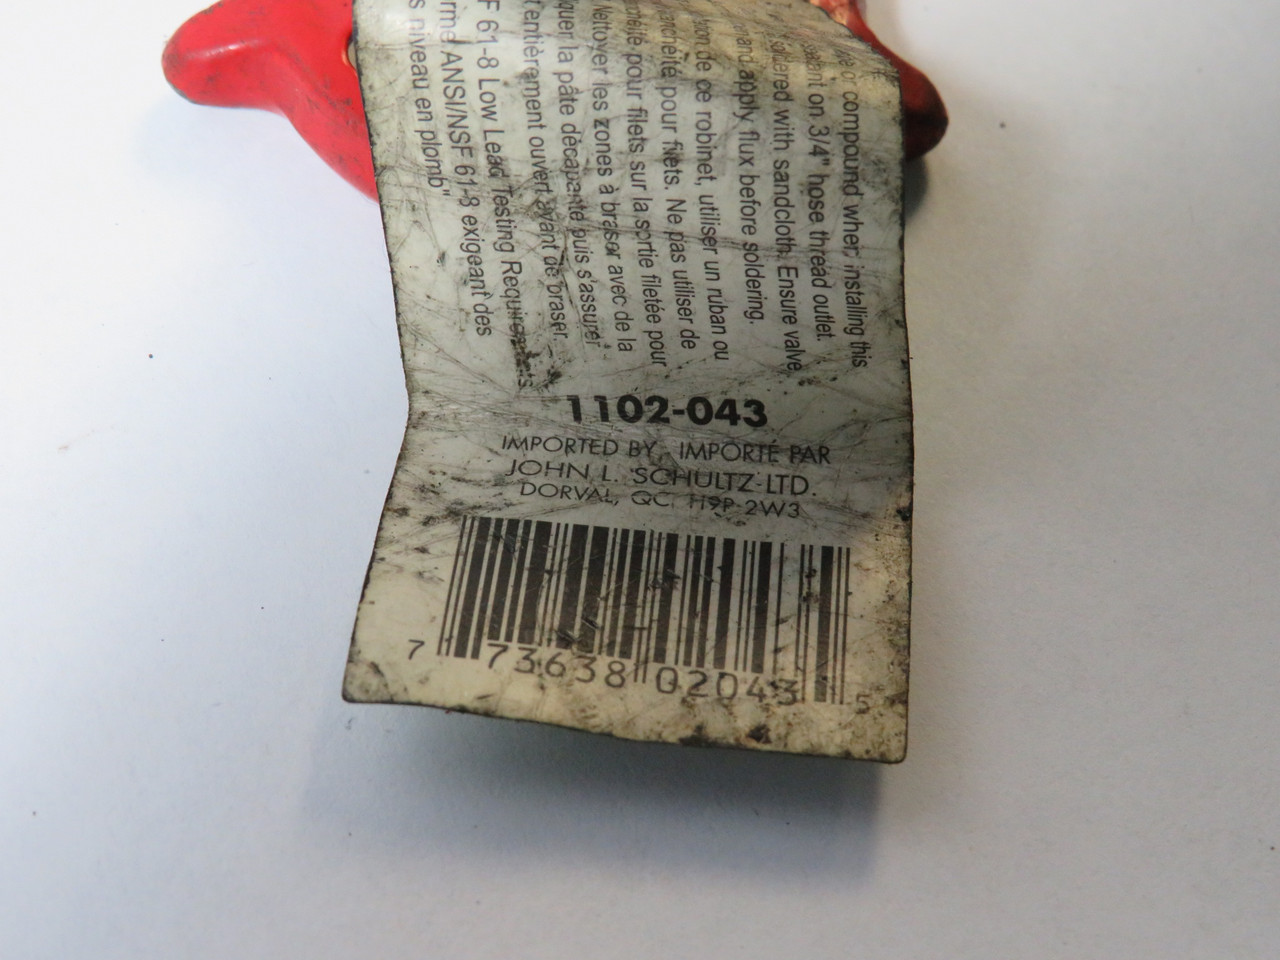 or compound when installing this
on 3/4" hose thread outlet.
with sandcloth. Ensure valve
apply flux before soldering.
de ce robinet, utiliser un ruban ou
pour filets. Ne pas utiliser de
pour filets sur la sortie filetée pour
Nettoyer les zones à braser avec de la
la pâte décapante puis s'assurer
entièrement ouvert avant de braser.
61-8 Low Lead Testing Requirements
ANSI/NSF 61-8 exigeant des
niveau en plomb"
1102-043
IMPORTED BY, IMPORTÉ PAR
JOHN L. SCHULTZ LTD.
DORVAL, QC, H9P 2W3
7 73638 02043 5